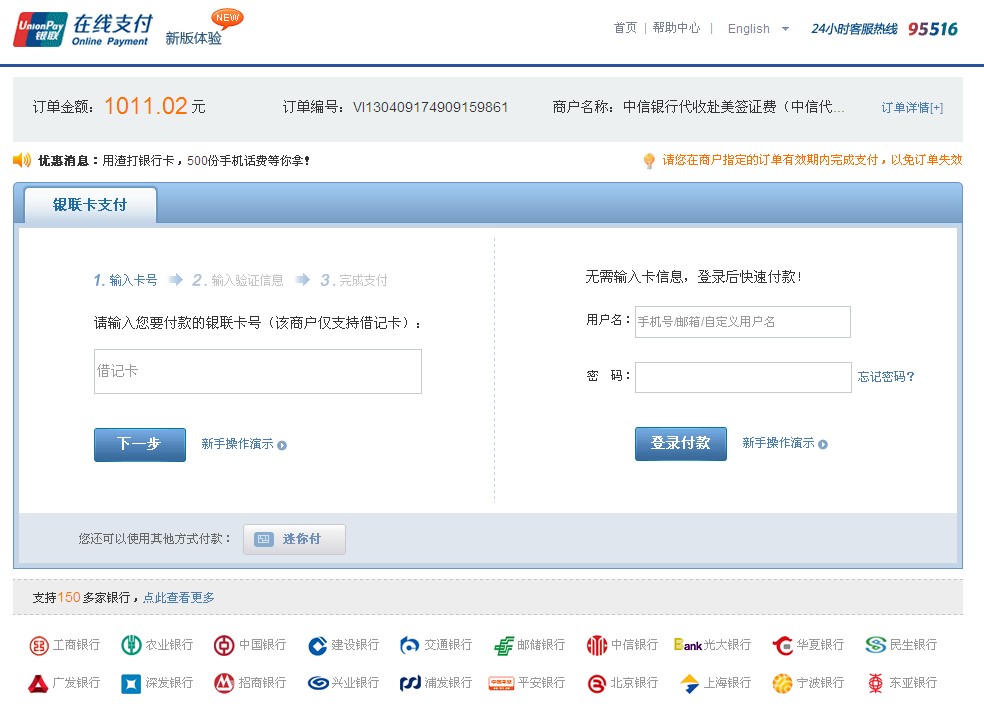 UnionPay 银联 在线支付 Online Payment 新版体验 NEW
首页 | 帮助中心 | English 24小时客服热线 95516
订单金额： 1011.02 元 订单编号： VI130409174909159861 商户名称：中信银行代收赴美签证费（中信代... 订单详情[+]
优惠消息：用渣打银行卡，500份手机话费等你拿！ 请您在商户指定的订单有效期内完成支付，以免订单失效
银联卡支付
1. 输入卡号 2. 输入验证信息 3. 完成支付
请输入您要付款的银联卡号（该商户仅支持借记卡）：
借记卡
下一步 新手操作演示
无需输入卡信息，登录后快速付款！
用户名： 手机号/邮箱/自定义用户名
密 码： 忘记密码？
登录付款 新手操作演示
您还可以使用其他方式付款： 迷你付
支持150多家银行，点此查看更多
工商银行 农业银行 中国银行 建设银行 交通银行 邮储银行 中信银行 Bank光大银行 华夏银行 民生银行
广发银行 深发银行 招商银行 兴业银行 浦发银行 平安银行 北京银行 上海银行 宁波银行 东亚银行